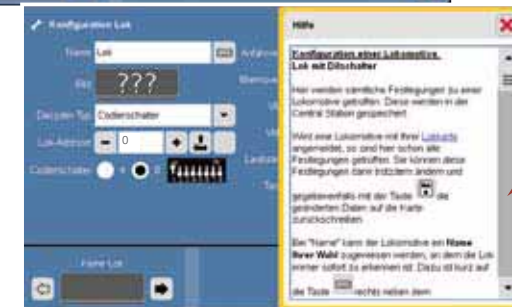 Konfiguration Lok
Name Lok
Bild ???
Decoder-Typ Codierschalter
Lok-Adresse 0
Codierschalter
Name Lok
Hilfe
Konfiguration einer Lokomotive.
Lok mit Dilschalter
Hier werden sämtliche Festlegungen zu einer
Lokomotive getroffen. Diese werden in der
Central Station gespeichert.
Wird eine Lokomotive mit Ihrer Lokkarte
angemeldet, so sind hier schon alle
Festlegungen getroffen. Sie können diese
Festlegungen dann trotzdem ändern und
gegebenenfalls mit der Taste die
geänderten Daten auf die Karte
zurückschreiben.
Bei "Name" kann der Lokomotive ein Name
Ihrer Wahl zugewiesen werden, an dem die Lok
immer sofort zu erkennen ist. Dazu ist kurz auf
die Taste rechts neben dem